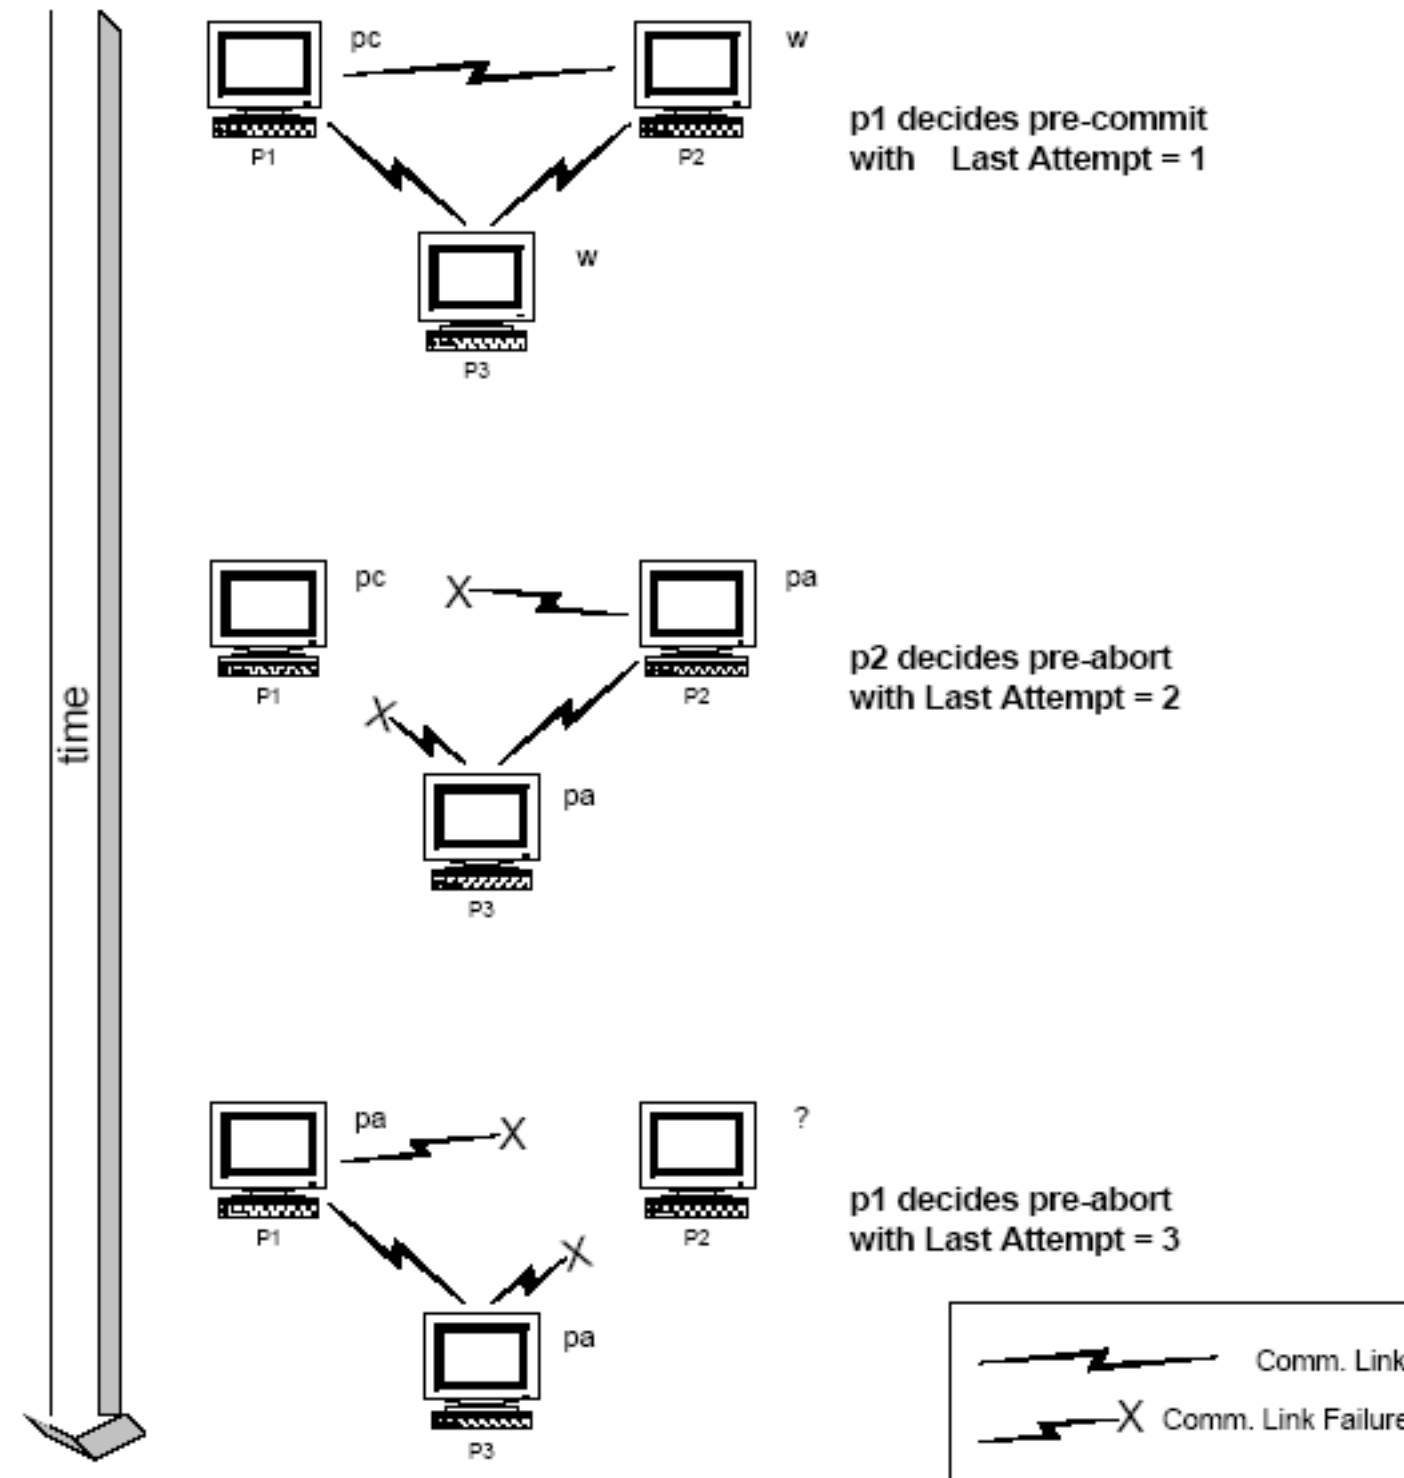 pc
w
P1
P2
p1 decides pre-commit
with Last Attempt = 1
w
P3
pc
X
pa
P1
X
P2
p2 decides pre-abort
with Last Attempt = 2
time
pa
P3
pa
X
?
P1
X
P2
p1 decides pre-abort
with Last Attempt = 3
pa
P3
Comm. Link
X Comm. Link Failure